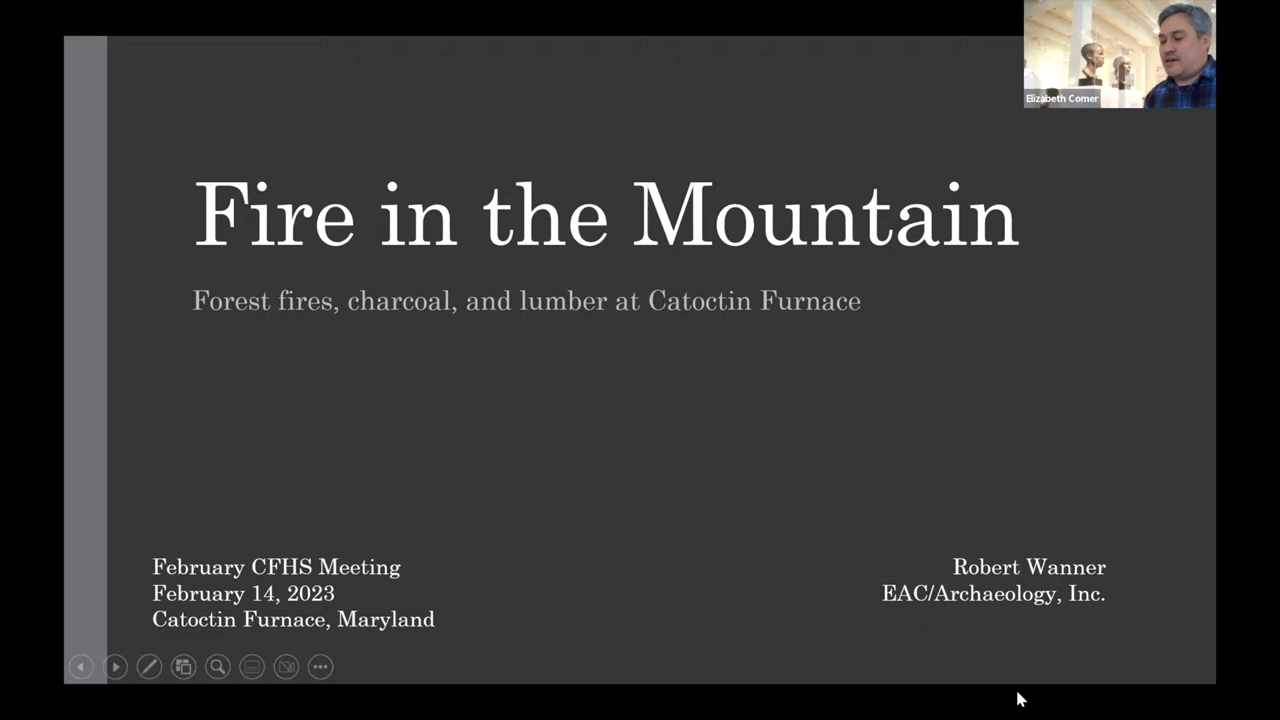 Elizabeth Comer
Fire in the Mountain
Forest fires, charcoal, and lumber at Catoctin Furnace
February CFHS Meeting
February 14, 2023
Catoctin Furnace, Maryland
Robert Wanner
EAC/Archaeology, Inc.